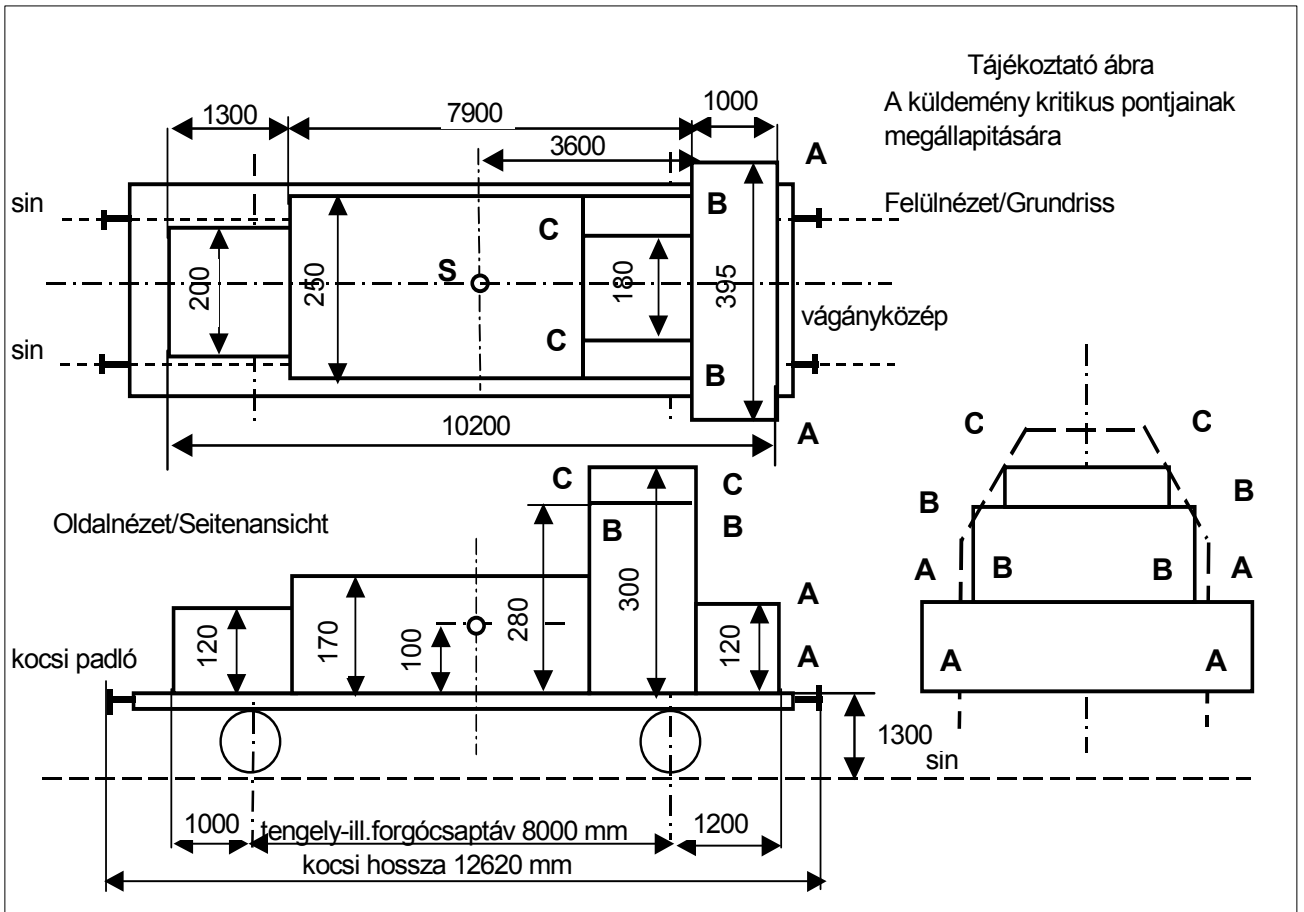 Tájékoztató ábra
A küldemény kritikus pontjainak
megállapitására
1300
7900
1000
3600
A
sin
B
Felülnézet/Grundriss
C
S
200
250
180
395
vágányközép
C
sin
B
10200
A
C
C
C
C
Oldalnézet/Seitenansicht
B
B
B
B
A
A
B
B
A
120
170
100
280
300
120
kocsi padló
A
A
A
1300
sin
1000
tengely-ill.forgócsaptáv 8000 mm
1200
kocsi hossza 12620 mm